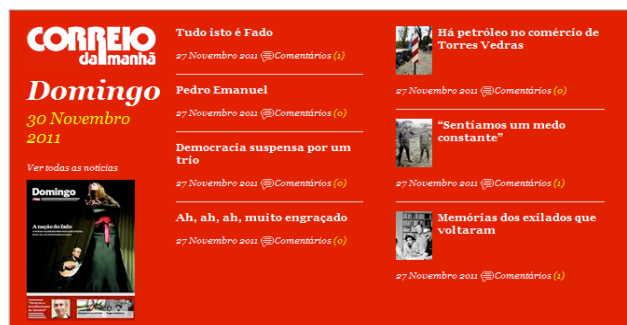 CORREIO
da manhã
Domingo
30 Novembro
2011
Ver todas as notícias
Domingo
A nação do fado
Tudo isto é Fado
27 Novembro 2011 Comentários (1)
Pedro Emanuel
27 Novembro 2011 Comentários (0)
Democracia suspensa por um
trio
27 Novembro 2011 Comentários (0)
Ah, ah, ah, muito engraçado
27 Novembro 2011 Comentários (0)
Há petróleo no comércio de
Torres Vedras
27 Novembro 2011 Comentários (0)
“Sentíamos um medo
constante”
27 Novembro 2011 Comentários (1)
Memórias dos exilados que
voltaram
27 Novembro 2011 Comentários (1)